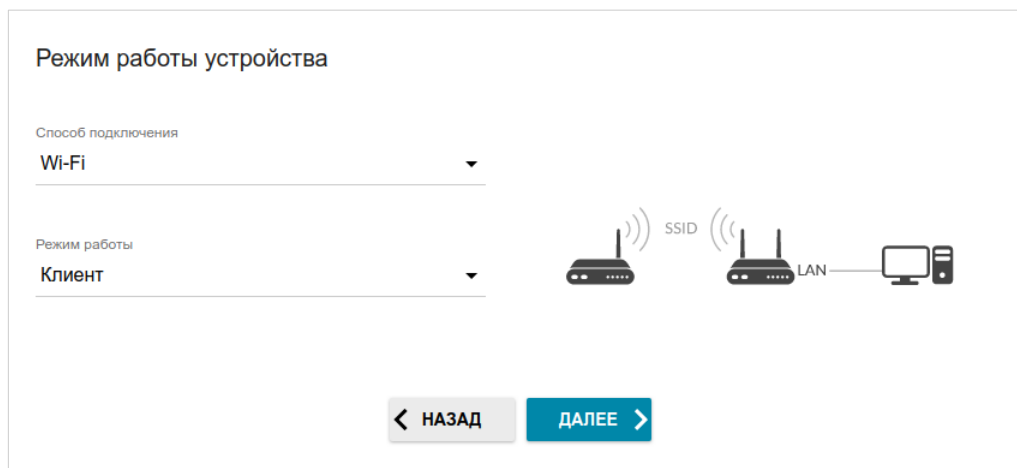 Режим работы устройства
Способ подключения
Wi-Fi
Режим работы
Клиент
SSID
LAN
НАЗАД
ДАЛЕЕ